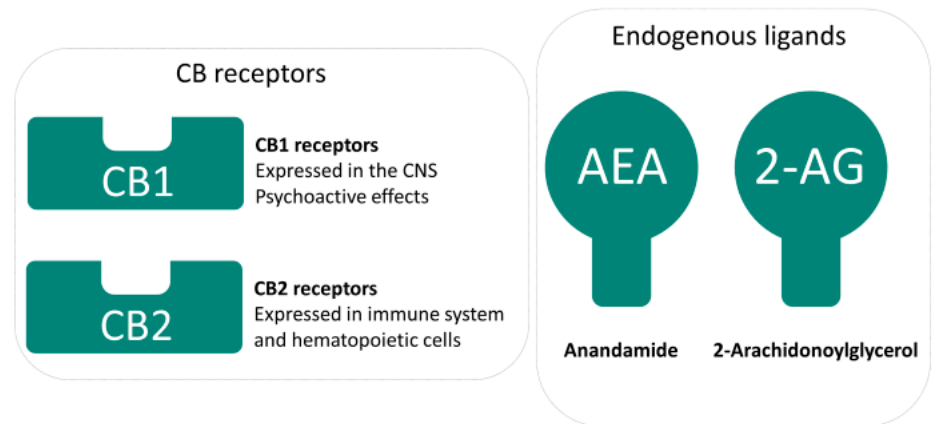 CB receptors
CB1
CB1 receptors
Expressed in the CNS
Psychoactive effects
CB2
CB2 receptors
Expressed in immune system
and hematopoietic cells
Endogenous ligands
AEA
2-AG
Anandamide
2-Arachidonoylglycerol